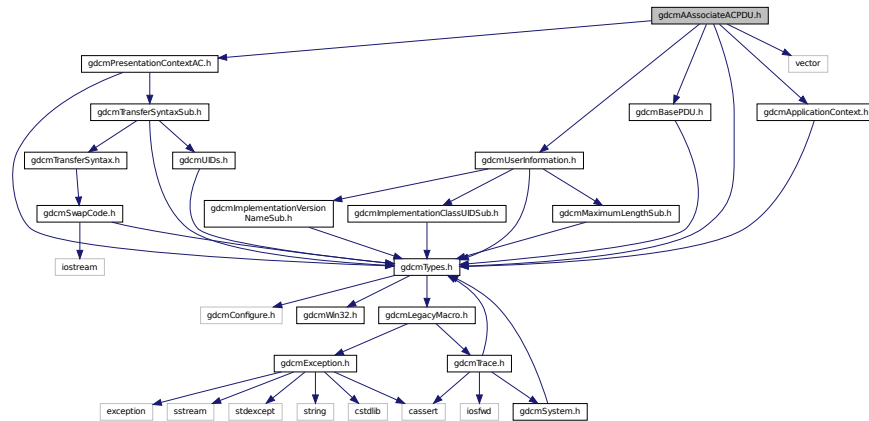 gdcmAAssociateACPDU.h
gdcmPresentationContextAC.h
vector
gdcmTransferSyntaxSub.h
gdcmBasePDU.h
gdcmApplicationContext.h
gdcmTransferSyntax.h
gdcmUIDs.h
gdcmUserInformation.h
gdcmSwapCode.h
gdcmImplementationVersion
NameSub.h
gdcmImplementationClassUIDSub.h
gdcmMaximumLengthSub.h
iostream
gdcmTypes.h
gdcmConfigure.h
gdcmWin32.h
gdcmLegacyMacro.h
gdcmException.h
gdcmTrace.h
exception
sstream
stdexcept
string
cstdlib
cassert
iosfwd
gdcmSystem.h